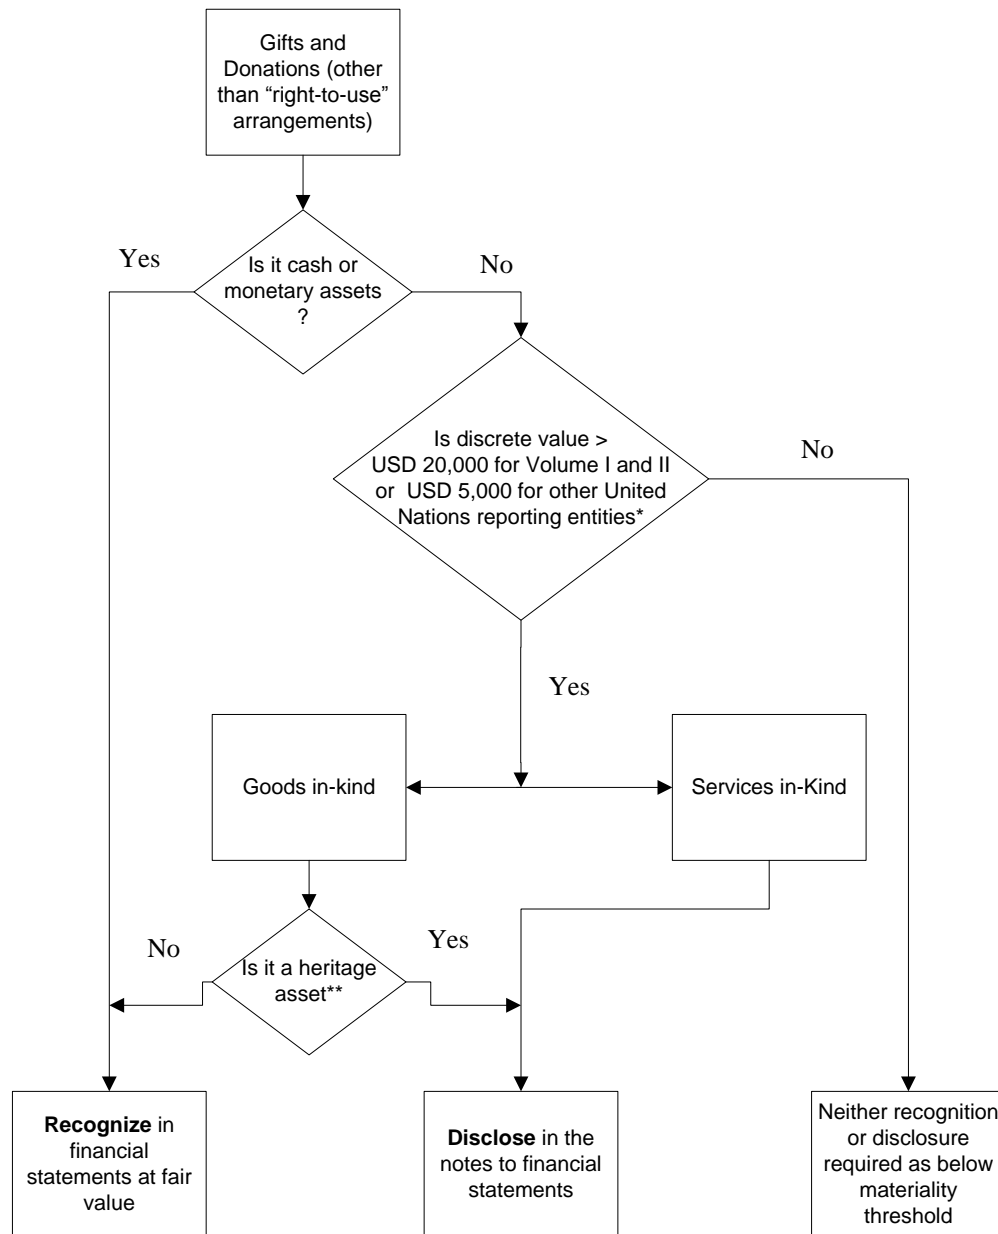 Gifts and
Donations (other
than “right-to-use”
arrangements)
Yes
Is it cash or
monetary assets
?
No
Is discrete value >
USD 20,000 for Volume I and II
or USD 5,000 for other United
Nations reporting entities*
No
Yes
Goods in-kind
Services in-Kind
No
Is it a heritage
asset**
Yes
Recognize in
financial
statements at fair
value
Disclose in the
notes to financial
statements
Neither recognition
or disclosure
required as below
materiality
threshold